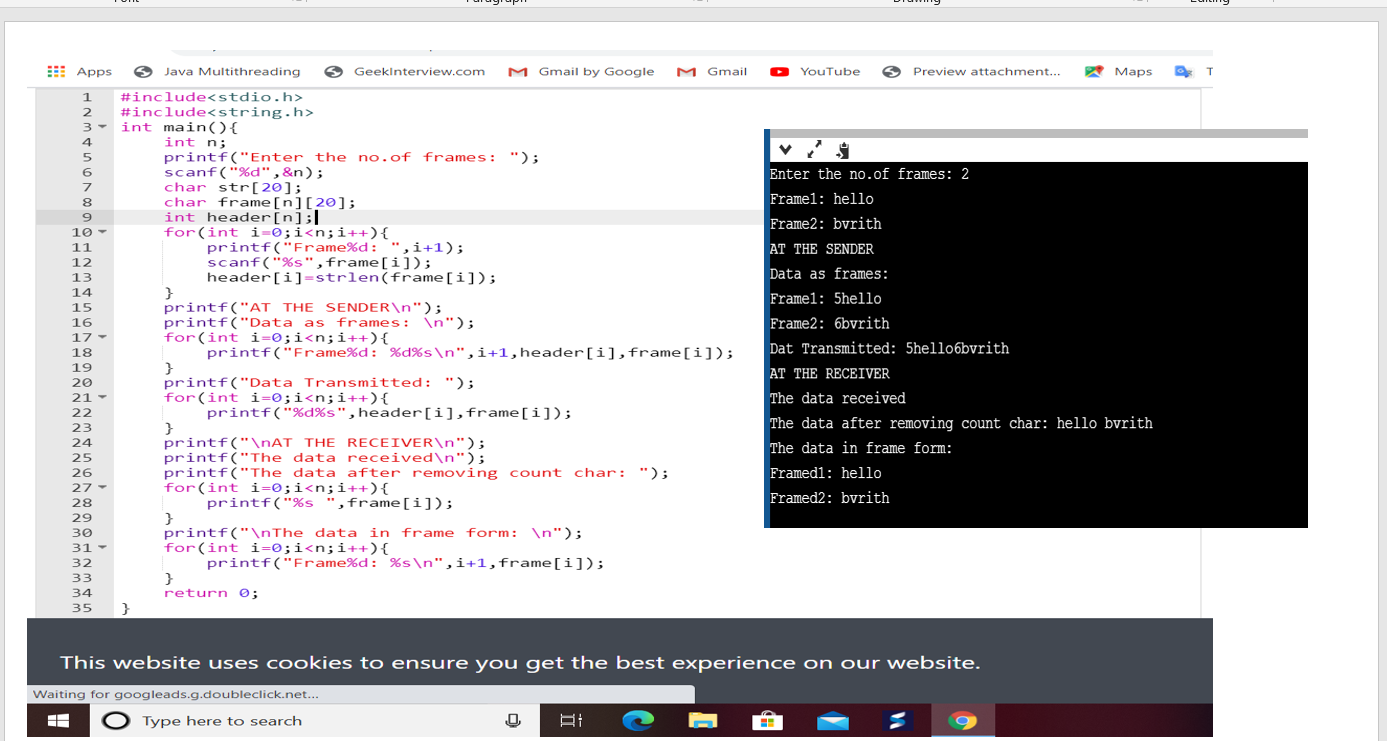 Font Paragraph Drawing Editing
Apps Java Multithreading GeekInterview.com Gmail by Google Gmail YouTube Preview attachment... Maps T
1 #include<stdio.h>
2 #include<string.h>
3 int main(){
4 int n;
5 printf("Enter the no.of frames: ");
6 scanf("%d",&n);
7 char str[20];
8 char frame[n][20];
9 int header[n];
10 for(int i=0;i<n;i++){
11 printf("Frame%d: ",i+1);
12 scanf("%s",frame[i]);
13 header[i]=strlen(frame[i]);
14 }
15 printf("AT THE SENDER\n");
16 printf("Data as frames: \n");
17 for(int i=0;i<n;i++){
18 printf("Frame%d: %d%s\n",i+1,header[i],frame[i]);
19 }
20 printf("Data Transmitted: ");
21 for(int i=0;i<n;i++){
22 printf("%d%s",header[i],frame[i]);
23 }
24 printf("\nAT THE RECEIVER\n");
25 printf("The data received\n");
26 printf("The data after removing count char: ");
27 for(int i=0;i<n;i++){
28 printf("%s ",frame[i]);
29 }
30 printf("\nThe data in frame form: \n");
31 for(int i=0;i<n;i++){
32 printf("Frame%d: %s\n",i+1,frame[i]);
33 }
34 return 0;
35 }
Enter the no.of frames: 2
Frame1: hello
Frame2: bvrith
AT THE SENDER
Data as frames:
Frame1: 5hello
Frame2: 6bvrith
Dat Transmitted: 5hello6bvrith
AT THE RECEIVER
The data received
The data after removing count char: hello bvrith
The data in frame form:
Framed1: hello
Framed2: bvrith
This website uses cookies to ensure you get the best experience on our website.
Waiting for googleads.g.doubleclick.net...
Type here to search